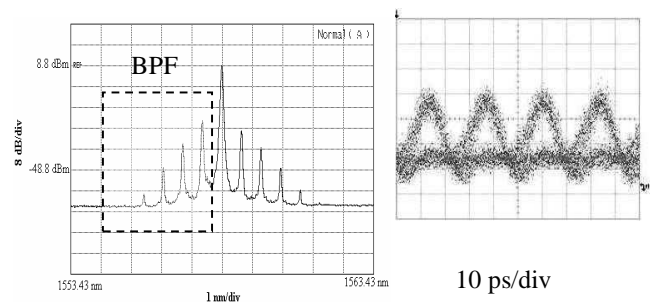 Normal ( A )
8.8 dBm REF
BPF
8 dB/div
-48.8 dBm
1553.43 nm
1 nm/div
1563.43 nm
10 ps/div